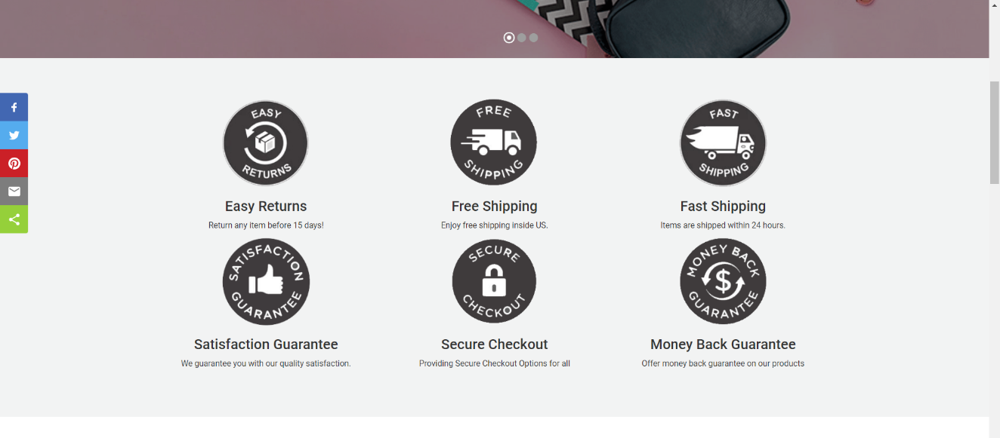 EASY
RETURNS
FREE
SHIPPING
FAST
SHIPPING
Easy Returns
Free Shipping
Fast Shipping
Return any item before 15 days!
Enjoy free shipping inside US.
Items are shipped within 24 hours.
SATISFACTION
GUARANTEE
SECURE
CHECKOUT
MONEY BACK
GUARANTEE
Satisfaction Guarantee
Secure Checkout
Money Back Guarantee
We guarantee you with our quality satisfaction.
Providing Secure Checkout Options for all
Offer money back guarantee on our products